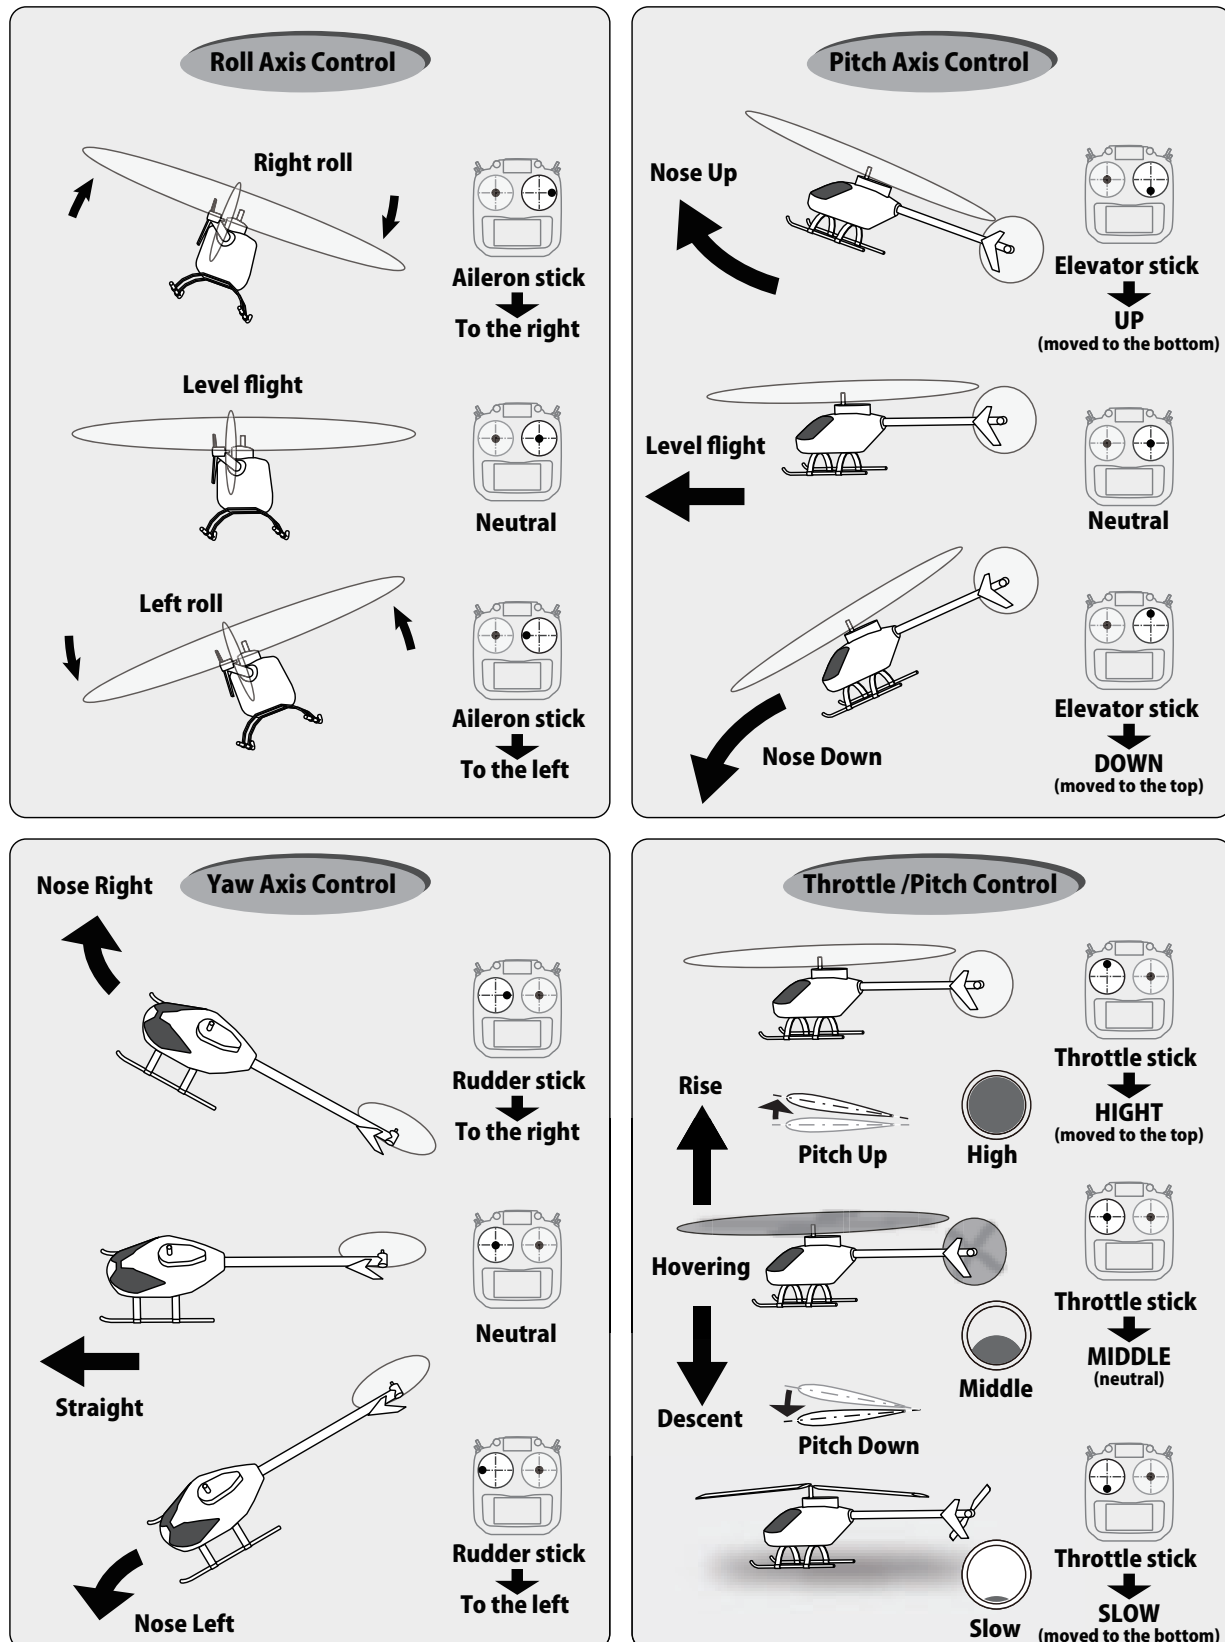 Roll Axis Control
Right roll
Aileron stick
To the right
Level flight
Neutral
Left roll
Aileron stick
To the left
Pitch Axis Control
Nose Up
Elevator stick
UP
(moved to the bottom)
Level flight
Neutral
Nose Down
Elevator stick
DOWN
(moved to the top)
Yaw Axis Control
Nose Right
Rudder stick
To the right
Neutral
Straight
Rudder stick
To the left
Nose Left
Throttle /Pitch Control
Throttle stick
HIGHT
(moved to the top)
Rise
Pitch Up
High
Hovering
Throttle stick
MIDDLE
(neutral)
Middle
Descent
Pitch Down
Throttle stick
SLOW
(moved to the bottom)
Slow